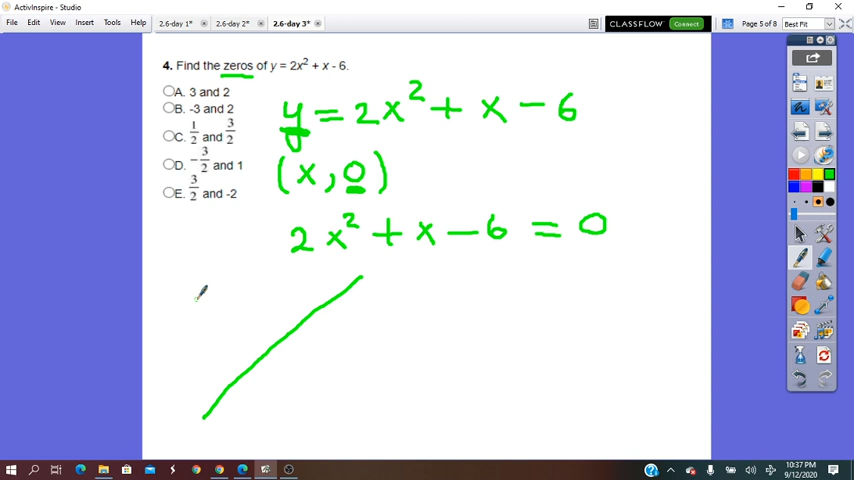 ActivInspire - Studio
File Edit View Insert Tools Help
2.6-day 1* 2.6-day 2* 2.6-day 3*
CLASSFLOW Connect
Page 5 of 8 Best Fit
4. Find the zeros of y = 2x² + x - 6.
A. 3 and 2
B. -3 and 2
C. 1/2 and 3/2
D. -3/2 and 1
E. 3/2 and -2
y = 2x² + x - 6
(x, 0)
2x² + x - 6 = 0
10:37 PM
9/12/2020